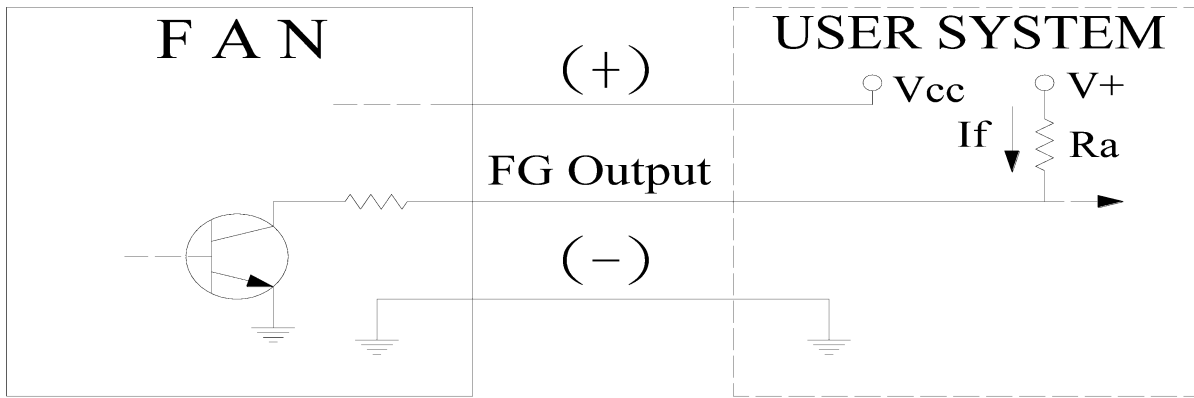 F A N
USER SYSTEM
(+)
Vcc
V+
If
Ra
FG Output
(−)